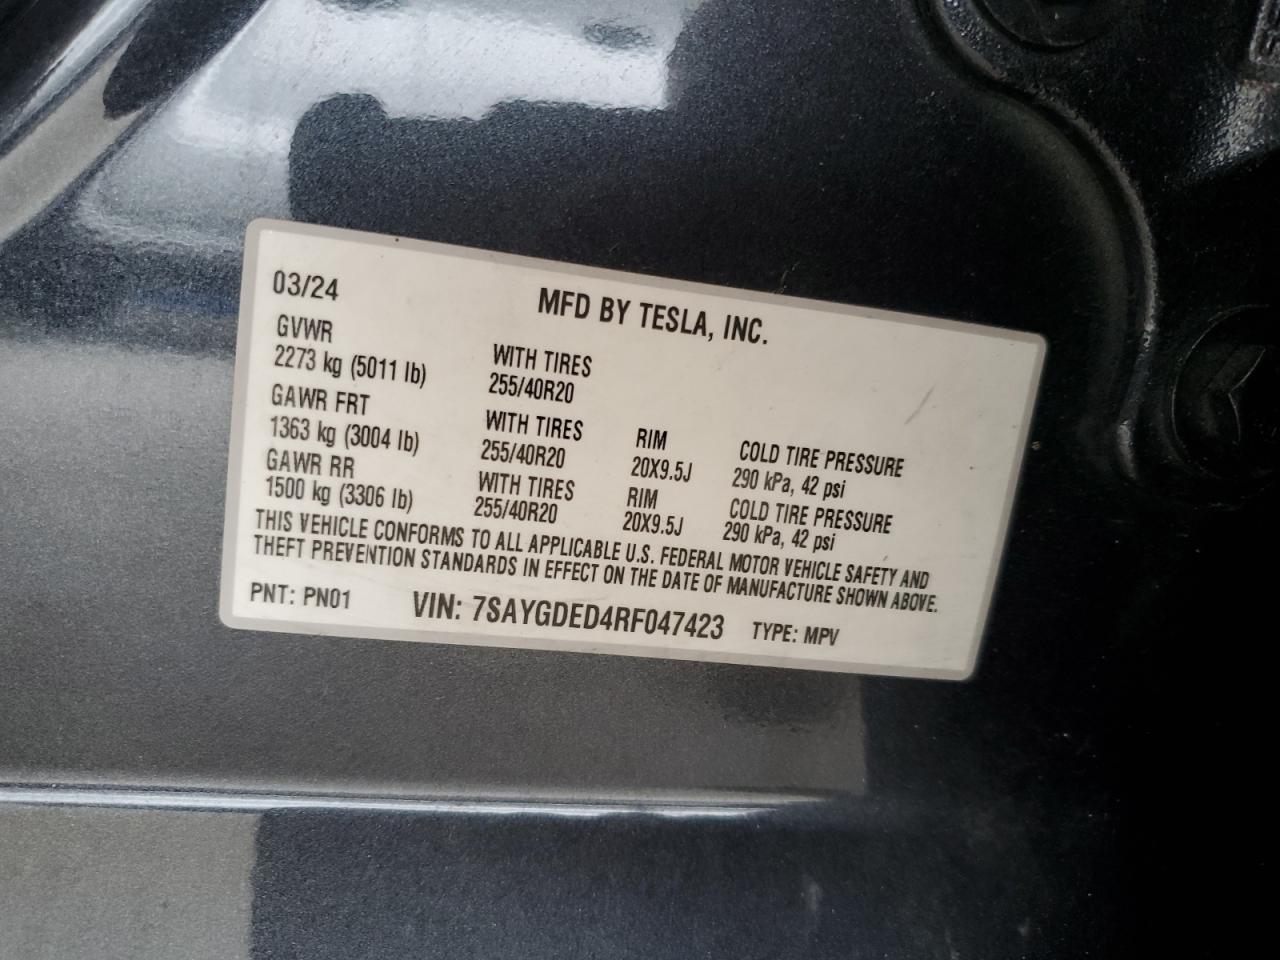 03/24 MFD BY TESLA, INC.
GVWR
2273 kg (5011 lb) WITH TIRES
255/40R20
GAWR FRT
1363 kg (3004 lb) WITH TIRES
255/40R20 RIM
20X9.5J COLD TIRE PRESSURE
290 kPa, 42 psi
GAWR RR
1500 kg (3306 lb) WITH TIRES
255/40R20 RIM
20X9.5J COLD TIRE PRESSURE
290 kPa, 42 psi
THIS VEHICLE CONFORMS TO ALL APPLICABLE U.S. FEDERAL MOTOR VEHICLE SAFETY AND
THEFT PREVENTION STANDARDS IN EFFECT ON THE DATE OF MANUFACTURE SHOWN ABOVE.
PNT: PN01 VIN: 7SAYGDED4RF047423 TYPE: MPV